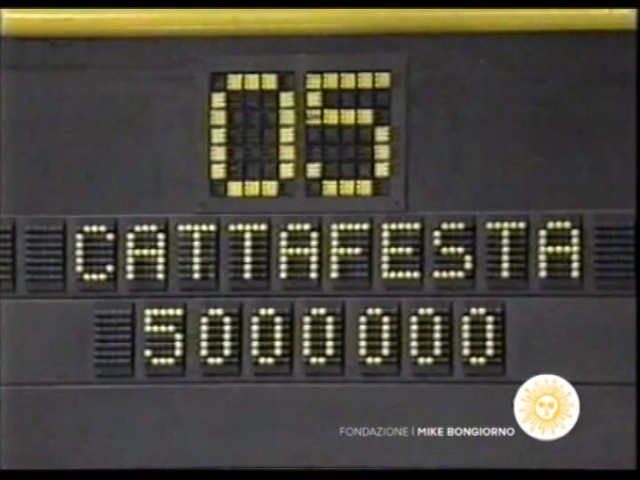 05
CATTAFESTA
5000000
FONDAZIONE | MIKE BONGIORNO